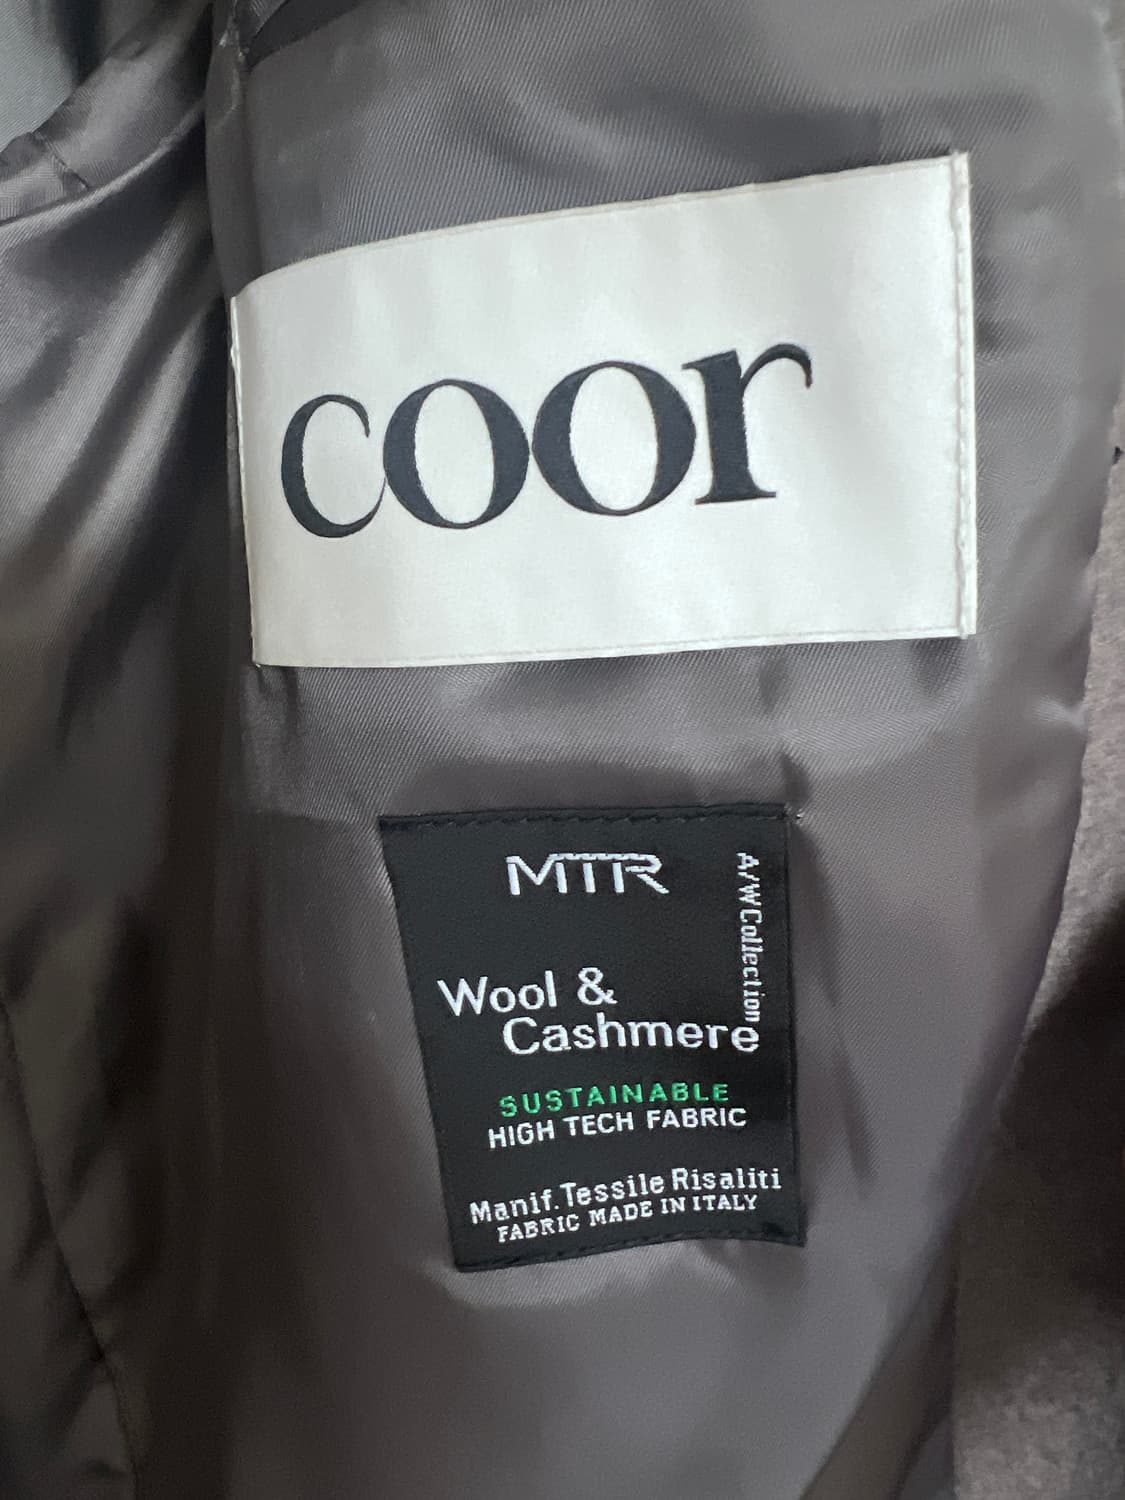 coor
MTR
A/W Collection
Wool &
Cashmere
SUSTAINABLE
HIGH TECH FABRIC
Manif. Tessile Risaliti
FABRIC MADE IN ITALY